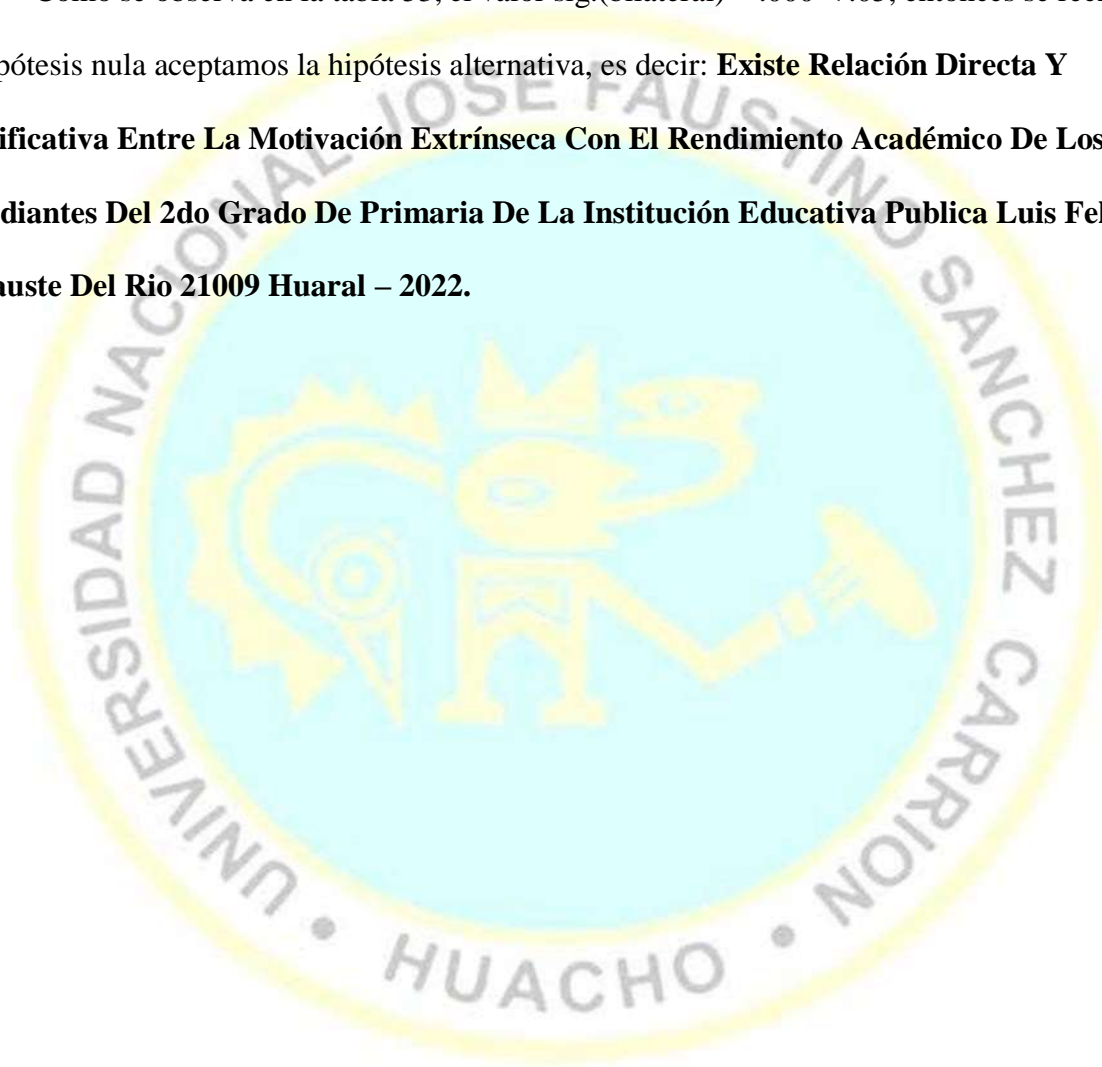 pótesis nula aceptamos la hipótesis alternativa, es decir: Existe Relación Directa Y
ificativa Entre La Motivación Extrínseca Con El Rendimiento Académico De Los
diantes Del 2do Grado De Primaria De La Institución Educativa Publica Luis Fel
auste Del Rio 21009 Huaral – 2022.
UNIVERSIDAD NACIONAL JOSE FAUSTINO SANCHEZ CARRION • HUACHO •